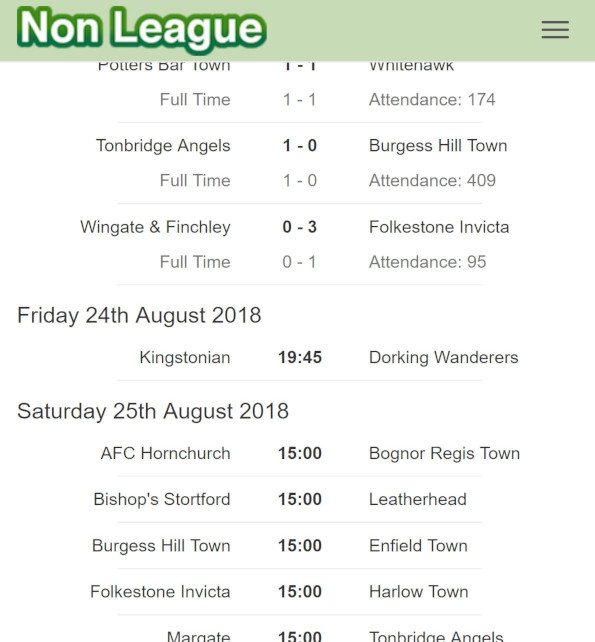 Non League
Potters Bar Town 1 - 1 Whitehawk
Full Time 1 - 1 Attendance: 174
Tonbridge Angels 1 - 0 Burgess Hill Town
Full Time 1 - 0 Attendance: 409
Wingate & Finchley 0 - 3 Folkestone Invicta
Full Time 0 - 1 Attendance: 95
Friday 24th August 2018
Kingstonian 19:45 Dorking Wanderers
Saturday 25th August 2018
AFC Hornchurch 15:00 Bognor Regis Town
Bishop's Stortford 15:00 Leatherhead
Burgess Hill Town 15:00 Enfield Town
Folkestone Invicta 15:00 Harlow Town
Margate 15:00 Tonbridge Angels